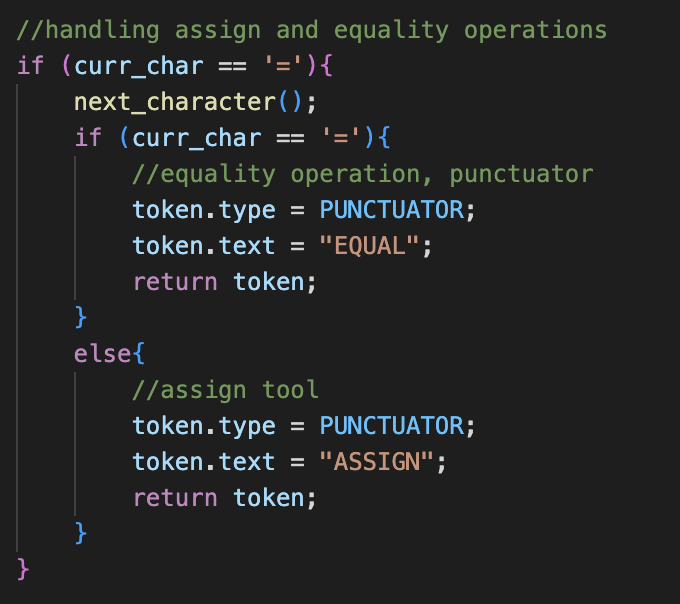 //handling assign and equality operations
if (curr_char == '='){
    next_character();
    if (curr_char == '='){
        //equality operation, punctuator
        token.type = PUNCTUATOR;
        token.text = "EQUAL";
        return token;
    }
    else{
        //assign tool
        token.type = PUNCTUATOR;
        token.text = "ASSIGN";
        return token;
    }
}